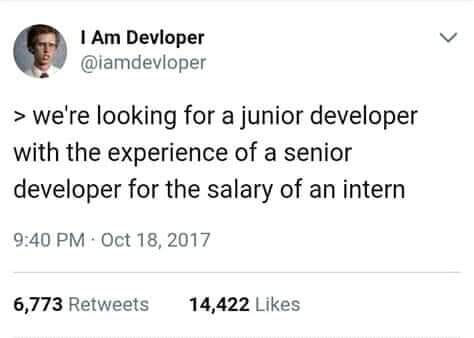 I Am Devloper
@iamdevloper
> we're looking for a junior developer
with the experience of a senior
developer for the salary of an intern
9:40 PM · Oct 18, 2017
6,773 Retweets 14,422 Likes